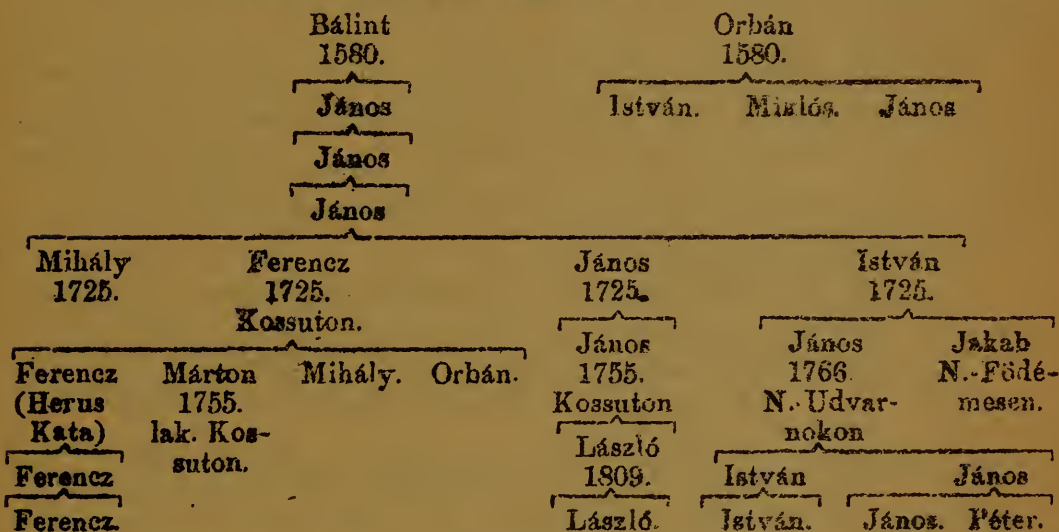 Bálint Orbán
1580. 1580.
János István. Miklós. János
János
János
Mihály Ferencz János István
1725. 1725. 1725. 1725.
Kossuton.
János János Jakab
Ferencz Márton Mihály. Orbán. 1755. 1766. N.-Födé-
(Herus 1755. Kossuton N.-Udvar- mesen.
Kata) lak. Kos- nokon
suton. László
Ferencz 1809. István János
Ferencz. László. István. János. Péter.